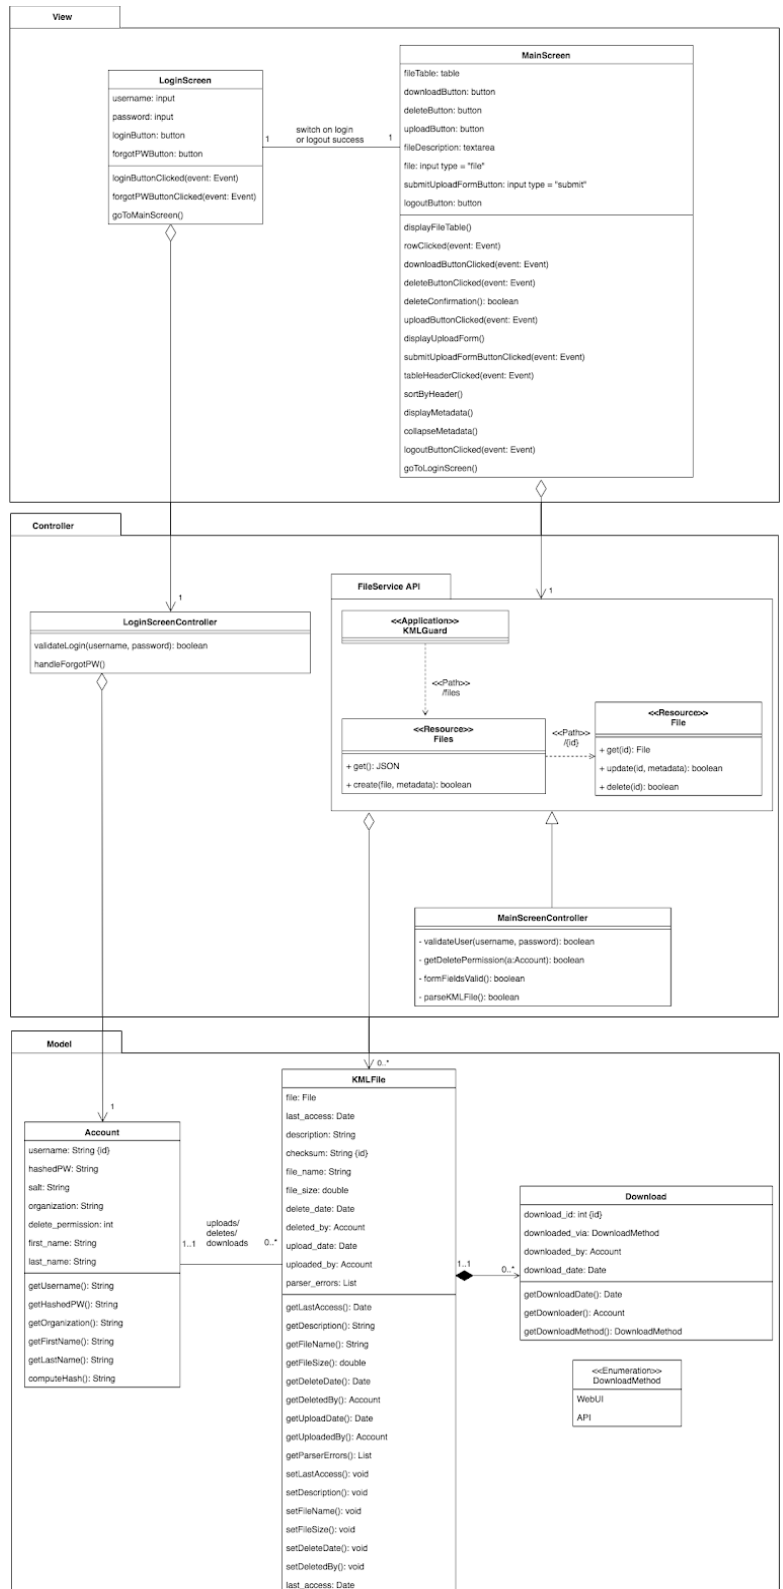 View
LoginScreen
username: input
password: input
loginButton: button
forgotPWButton: button
loginButtonClicked(event: Event)
forgotPWButtonClicked(event: Event)
goToMainScreen()
switch on login
or logout success
1
1
MainScreen
fileTable: table
downloadButton: button
deleteButton: button
uploadButton: button
fileDescription: textarea
file: input type = "file"
submitUploadFormButton: input type = "submit"
logoutButton: button
displayFileTable()
rowClicked(event: Event)
downloadButtonClicked(event: Event)
deleteButtonClicked(event: Event)
deleteConfirmation(): boolean
uploadButtonClicked(event: Event)
displayUploadForm()
submitUploadFormButtonClicked(event: Event)
tableHeaderClicked(event: Event)
sortByHeader()
displayMetadata()
collapseMetadata()
logoutButtonClicked(event: Event)
goToLoginScreen()
Controller
1
LoginScreenController
validateLogin(username, password): boolean
handleForgotPW()
1
FileService API
<<Application>>
KMLGuard
<<Path>>
/files
<<Resource>>
Files
+ get(): JSON
+ create(file, metadata): boolean
<<Path>>
/{id}
<<Resource>>
File
+ get(id): File
+ update(id, metadata): boolean
+ delete(id): boolean
MainScreenController
- validateUser(username, password): boolean
- getDeletePermission(a:Account): boolean
- formFieldsValid(): boolean
- parseKMLFile(): boolean
Model
1
Account
username: String {id}
hashedPW: String
salt: String
organization: String
delete_permission: int
first_name: String
last_name: String
getUsername(): String
getHashedPW(): String
getOrganization(): String
getFirstName(): String
getLastName(): String
computeHash(): String
uploads/
deletes/
downloads
1..1
0..*
0..*
KMLFile
file: File
last_access: Date
description: String
checksum: String {id}
file_name: String
file_size: double
delete_date: Date
deleted_by: Account
upload_date: Date
uploaded_by: Account
parser_errors: List
getLastAccess(): Date
getDescription(): String
getFileName(): String
getFileSize(): double
getDeleteDate(): Date
getDeletedBy(): Account
getUploadDate(): Date
getUploadedBy(): Account
getParserErrors(): List
setLastAccess(): void
setDescription(): void
setFileName(): void
setFileSize(): void
setDeleteDate(): void
setDeletedBy(): void
last_access: Date
1..1
0..*
Download
download_id: int {id}
downloaded_via: DownloadMethod
downloaded_by: Account
download_date: Date
getDownloadDate(): Date
getDownloader(): Account
getDownloadMethod(): DownloadMethod
<<Enumeration>>
DownloadMethod
WebUI
API